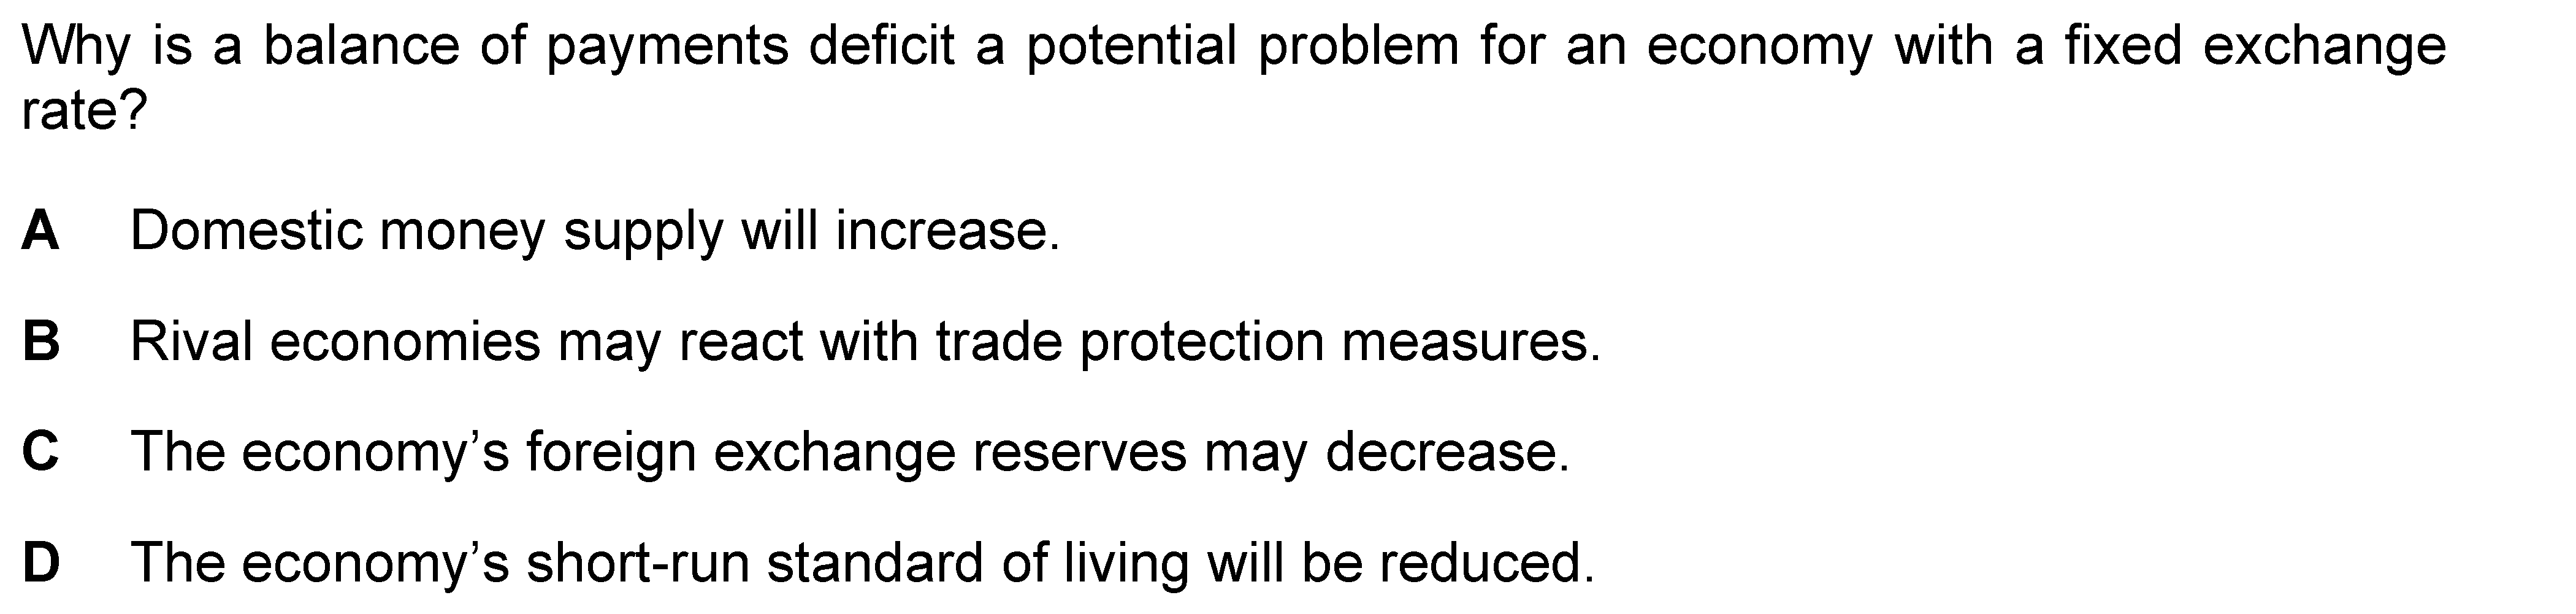 Why is a balance of payments deficit a potential problem for an economy with a fixed exchange
rate?
A Domestic money supply will increase.
B Rival economies may react with trade protection measures.
C The economy’s foreign exchange reserves may decrease.
D The economy’s short-run standard of living will be reduced.